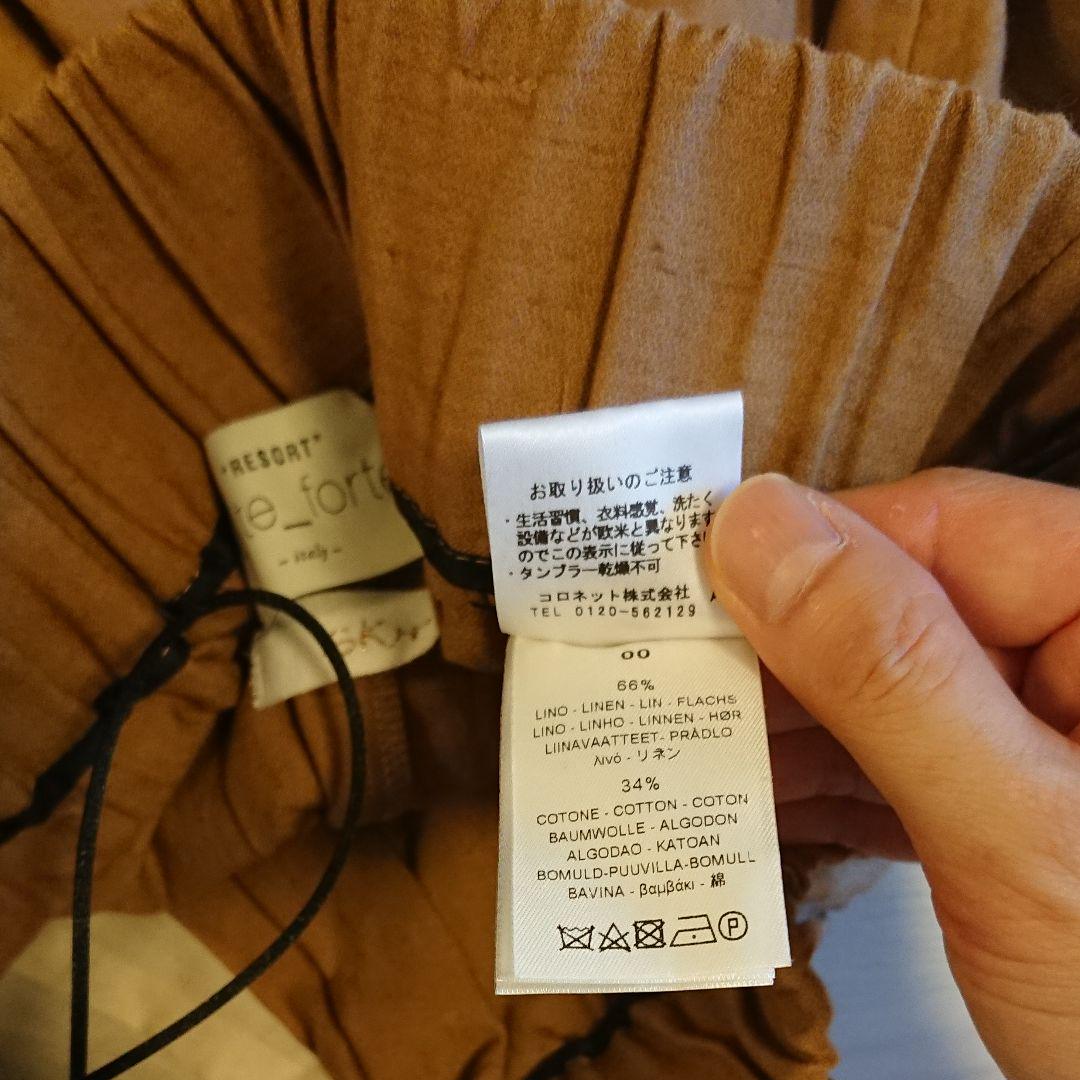 "RESORT"
ke_forte
- italy -
お取り扱いのご注意
・生活習慣、衣料感覚、洗たく
設備などが欧米と異なります
のでこの表示に従って下さい
・タンブラー乾燥不可
コロネット株式会社
TEL 0120-562129
00
66%
LINO - LINEN - LIN - FLACHS
LINO - LINHO - LINNEN - HØR
LIINAVAATTEET - PRÀDLO
λινό - リネン
34%
COTONE - COTTON - COTON
BAUMWOLLE - ALGODON
ALGODAO - KATOAN
BOMULD-PUUVILLA-BOMULL
BAVINA - βαμβάκι - 綿
P